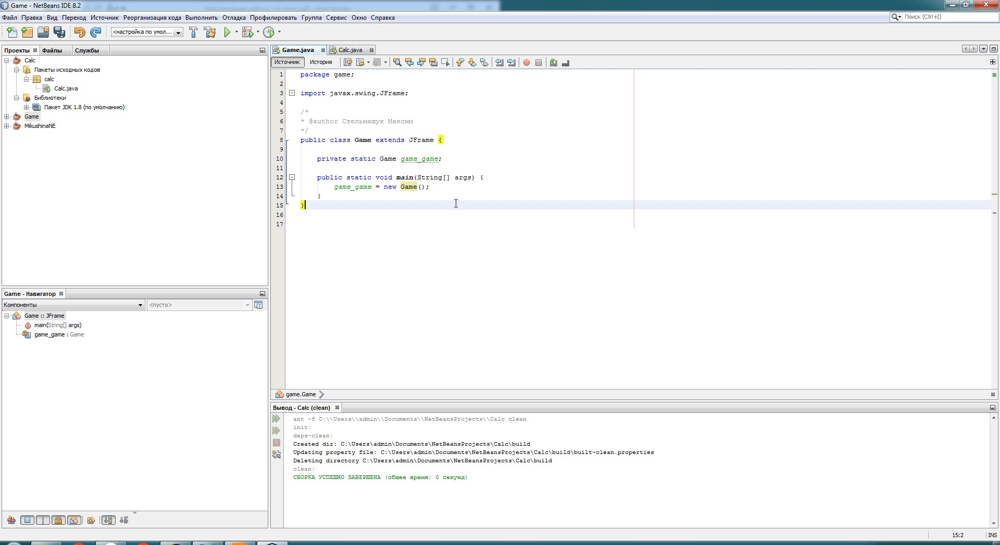 Game - NetBeans IDE 8.2
Файл Правка Вид Переход Источник Реорганизация кода Выполнить Отладка Профилировать Группа Сервис Окно Справка
Поиск (Ctrl+I)
<настройка по умол...
Проекты Файлы Службы
Calc
Пакеты исходных кодов
calc
Calc.java
Библиотеки
Пакет JDK 1.8 (по умолчанию)
Game
MikushinaNE
Game - Навигатор
Компоненты <пусто>
Game :: JFrame
main(String[] args)
game_game : Game
Game.java Calc.java
Источник История
1 package game;
2
3 import javax.swing.JFrame;
4
5 /*
6 * @author Стельмашук Максим
7 */
8 public class Game extends JFrame {
9
10 private static Game game_game;
11
12 public static void main(String[] args) {
13 game_game = new Game();
14 }
15 }
16
17
game.Game
Вывод - Calc (clean)
ant -f C:\\Users\\admin\\Documents\\NetBeansProjects\\Calc clean
init:
deps-clean:
Created dir: C:\Users\admin\Documents\NetBeansProjects\Calc\build
Updating property file: C:\Users\admin\Documents\NetBeansProjects\Calc\build\built-clean.properties
Deleting directory C:\Users\admin\Documents\NetBeansProjects\Calc\build
clean:
СБОРКА УСПЕШНО ЗАВЕРШЕНА (общее время: 0 секунд)
15:2 INS